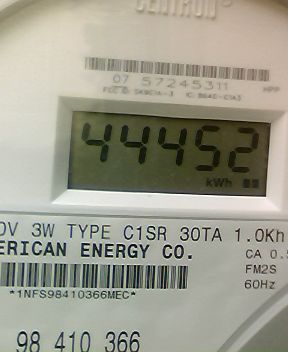 CENTRON
07 57245311
44452
kWh
V 3W TYPE C1SR 30TA 1.0Kh
ERICAN ENERGY CO.
CA 0.5
FM2S
*1NFS98410366MEC*
60Hz
98 410 366